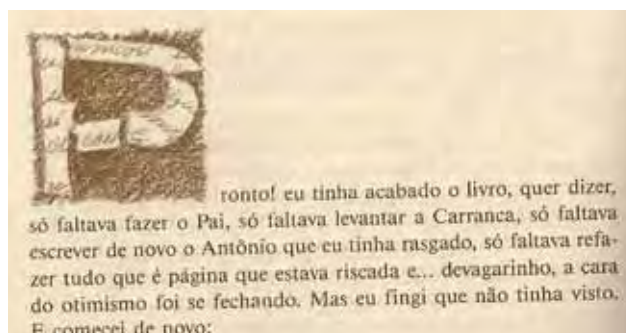 Pronto! eu tinha acabado o livro, quer dizer,
só faltava fazer o Pai, só faltava levantar a Carranca, só faltava
escrever de novo o Antônio que eu tinha rasgado, só faltava refa-
zer tudo que é página que estava riscada e... devagarinho, a cara
do otimismo foi se fechando. Mas eu fingi que não tinha visto.
E comecei de novo: